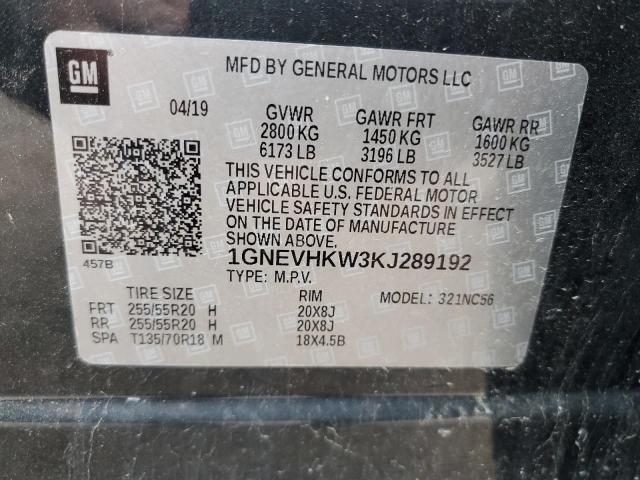 GM
MFD BY GENERAL MOTORS LLC
04/19 GVWR GAWR FRT GAWR RR
2800 KG 1450 KG 1600 KG
6173 LB 3196 LB 3527 LB
THIS VEHICLE CONFORMS TO ALL
APPLICABLE U.S. FEDERAL MOTOR
VEHICLE SAFETY STANDARDS IN EFFECT
ON THE DATE OF MANUFACTURE
SHOWN ABOVE.
457B
1GNEVHKW3KJ289192
TYPE: M.P.V.
TIRE SIZE RIM MODEL: 321NC56
FRT 255/55R20 H 20X8J
RR 255/55R20 H 20X8J
SPA T135/70R18 M 18X4.5B